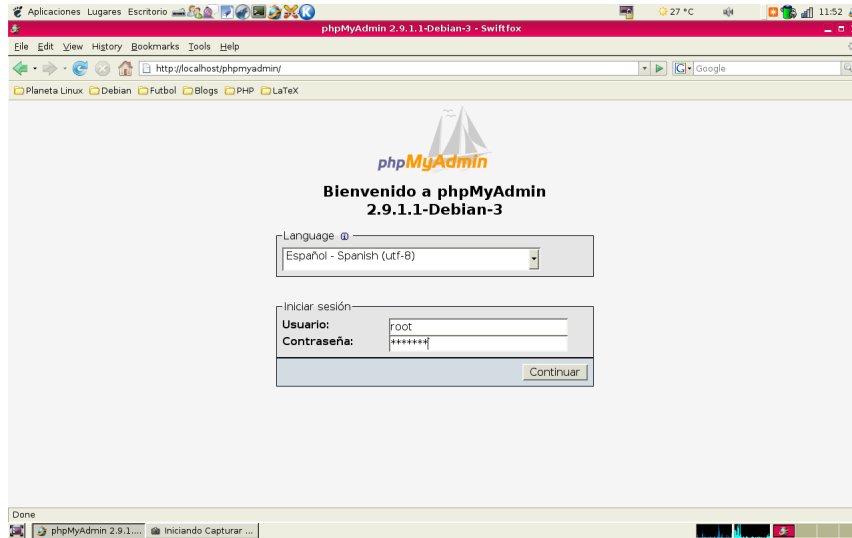 Aplicaciones Lugares Escritorio 27 °C 11:52
phpMyAdmin 2.9.1.1-Debian-3 - Swiftfox
File Edit View History Bookmarks Tools Help
http://localhost/phpmyadmin/ G Google
Planeta Linux Debian Futbol Blogs PHP LaTeX
phpMyAdmin
Bienvenido a phpMyAdmin
2.9.1.1-Debian-3
Language
Español - Spanish (utf-8)
Iniciar sesión
Usuario: root
Contraseña: *******
Continuar
Done
phpMyAdmin 2.9.1.... Iniciando Capturar ...